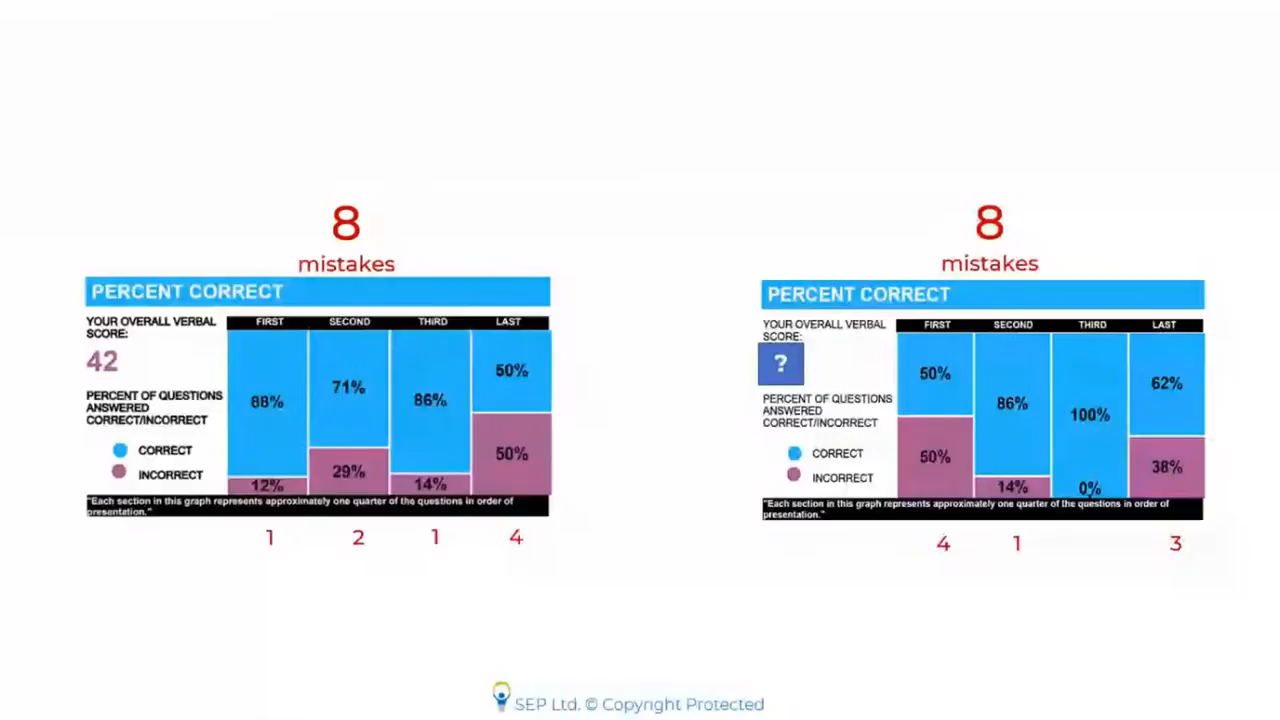 8
mistakes
PERCENT CORRECT
YOUR OVERALL VERBAL
SCORE:
42
PERCENT OF QUESTIONS
ANSWERED
CORRECT/INCORRECT
CORRECT
INCORRECT
FIRST SECOND THIRD LAST
88% 71% 86% 50%
12% 29% 14% 50%
"Each section in this graph represents approximately one quarter of the questions in order of
presentation."
1 2 1 4
8
mistakes
PERCENT CORRECT
YOUR OVERALL VERBAL
SCORE:
?
PERCENT OF QUESTIONS
ANSWERED
CORRECT/INCORRECT
CORRECT
INCORRECT
FIRST SECOND THIRD LAST
50% 86% 100% 62%
50% 14% 0% 38%
"Each section in this graph represents approximately one quarter of the questions in order of
presentation."
4 1 3
SEP Ltd. © Copyright Protected